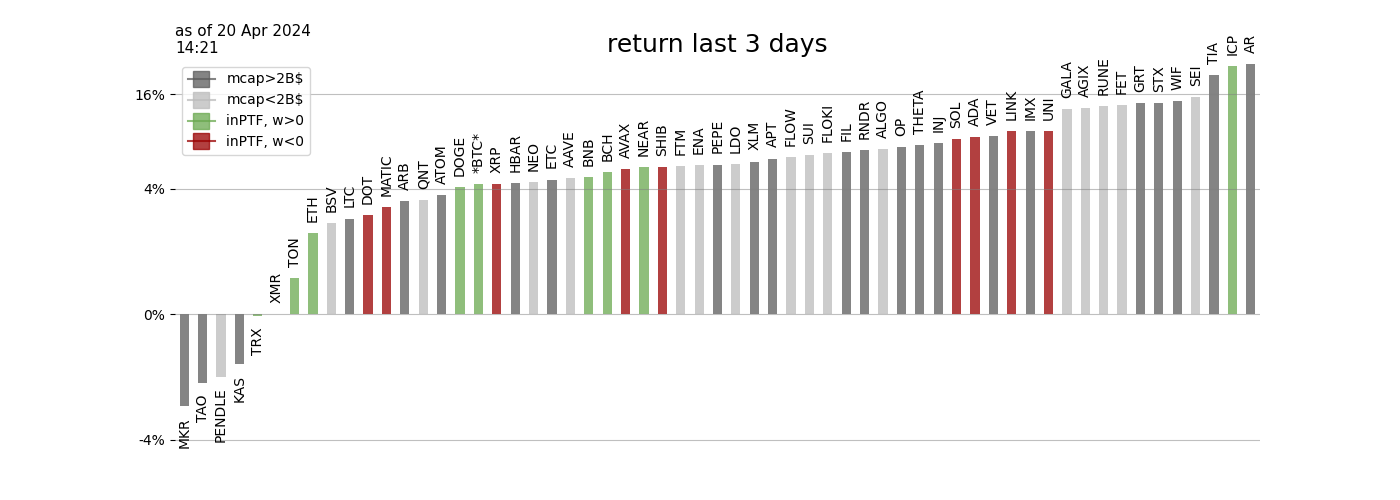 as of 20 Apr 2024
14:21
return last 3 days
mcap>2B$
mcap<2B$
inPTF, w>0
inPTF, w<0
16%
4%
0%
-4%
MKR
TAO
PENDLE
KAS
TRX
XMR
TON
ETH
BSV
LTC
DOT
MATIC
ARB
QNT
ATOM
DOGE
*BTC*
XRP
HBAR
NEO
ETC
AAVE
BNB
BCH
AVAX
NEAR
SHIB
FTM
ENA
PEPE
LDO
XLM
APT
FLOW
SUI
FLOKI
FIL
RNDR
ALGO
OP
THETA
INJ
SOL
ADA
VET
LINK
IMX
UNI
GALA
AGIX
RUNE
FET
GRT
STX
WIF
SEI
TIA
ICP
AR